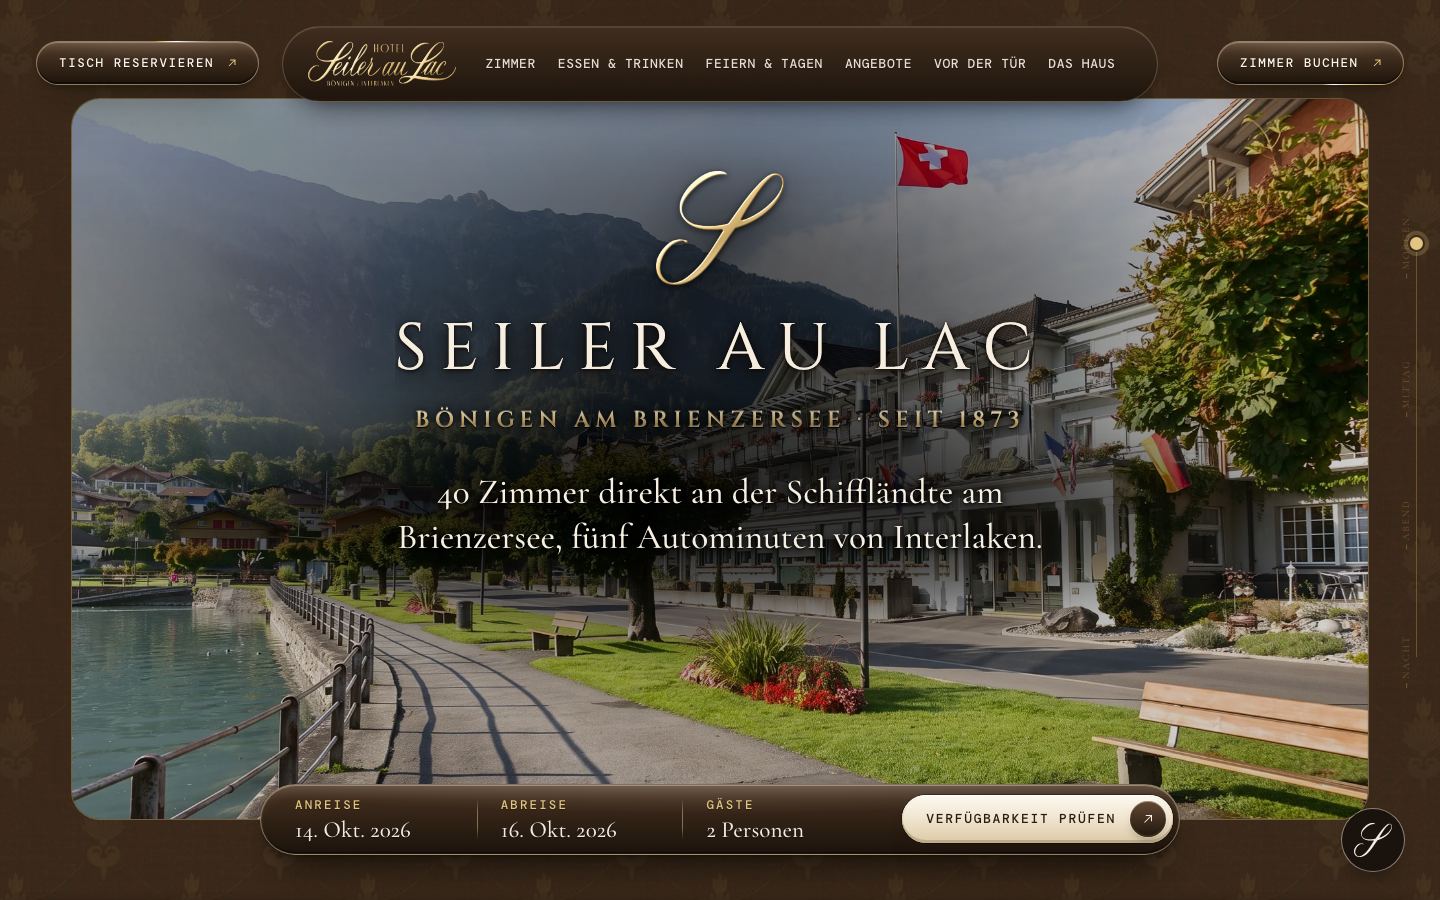 TISCH RESERVIEREN ↗
HOTEL
Seiler au Lac
BÖNIGEN / INTERLAKEN
ZIMMER
ESSEN & TRINKEN
FEIERN & TAGEN
ANGEBOTE
VOR DER TÜR
DAS HAUS
ZIMMER BUCHEN ↗
S
SEILER AU LAC
BÖNIGEN AM BRIENZERSEE · SEIT 1873
40 Zimmer direkt an der Schiffländte am
Brienzersee, fünf Autominuten von Interlaken.
MITTAG
ABEND
NACHT
ANREISE
14. Okt. 2026
ABREISE
16. Okt. 2026
GÄSTE
2 Personen
VERFÜGBARKEIT PRÜFEN ↗
S